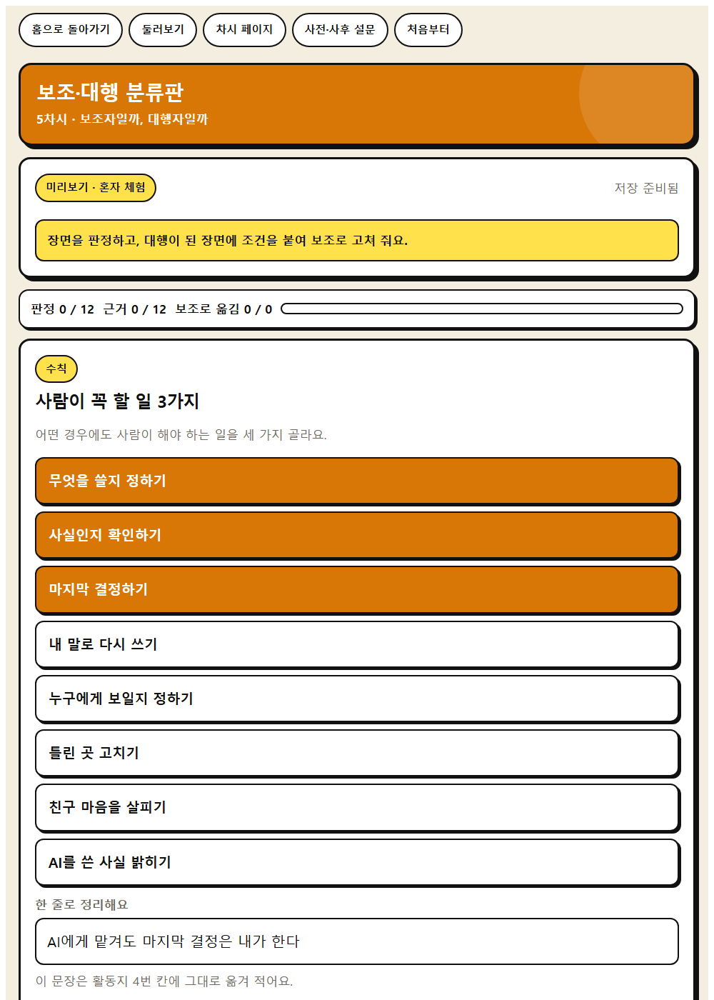 홈으로 돌아가기 둘러보기 차시 페이지 사전·사후 설문 처음부터
보조·대행 분류판
5차시 · 보조자일까, 대행자일까
미리보기 · 혼자 체험 저장 준비됨
장면을 판정하고, 대행이 된 장면에 조건을 붙여 보조로 고쳐 줘요.
판정 0 / 12 근거 0 / 12 보조로 옮김 0 / 0
수칙
사람이 꼭 할 일 3가지
어떤 경우에도 사람이 해야 하는 일을 세 가지 골라요.
무엇을 쓸지 정하기
사실인지 확인하기
마지막 결정하기
내 말로 다시 쓰기
누구에게 보일지 정하기
틀린 곳 고치기
친구 마음을 살피기
AI를 쓴 사실 밝히기
한 줄로 정리해요
AI에게 맡겨도 마지막 결정은 내가 한다
이 문장은 활동지 4번 칸에 그대로 옮겨 적어요.